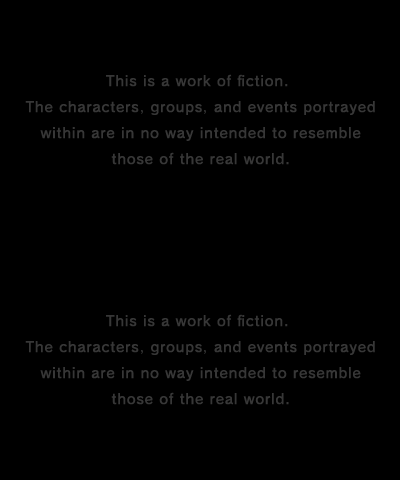 This is a work of fiction.
The characters, groups, and events portrayed
within are in no way intended to resemble
those of the real world.
This is a work of fiction.
The characters, groups, and events portrayed
within are in no way intended to resemble
those of the real world.